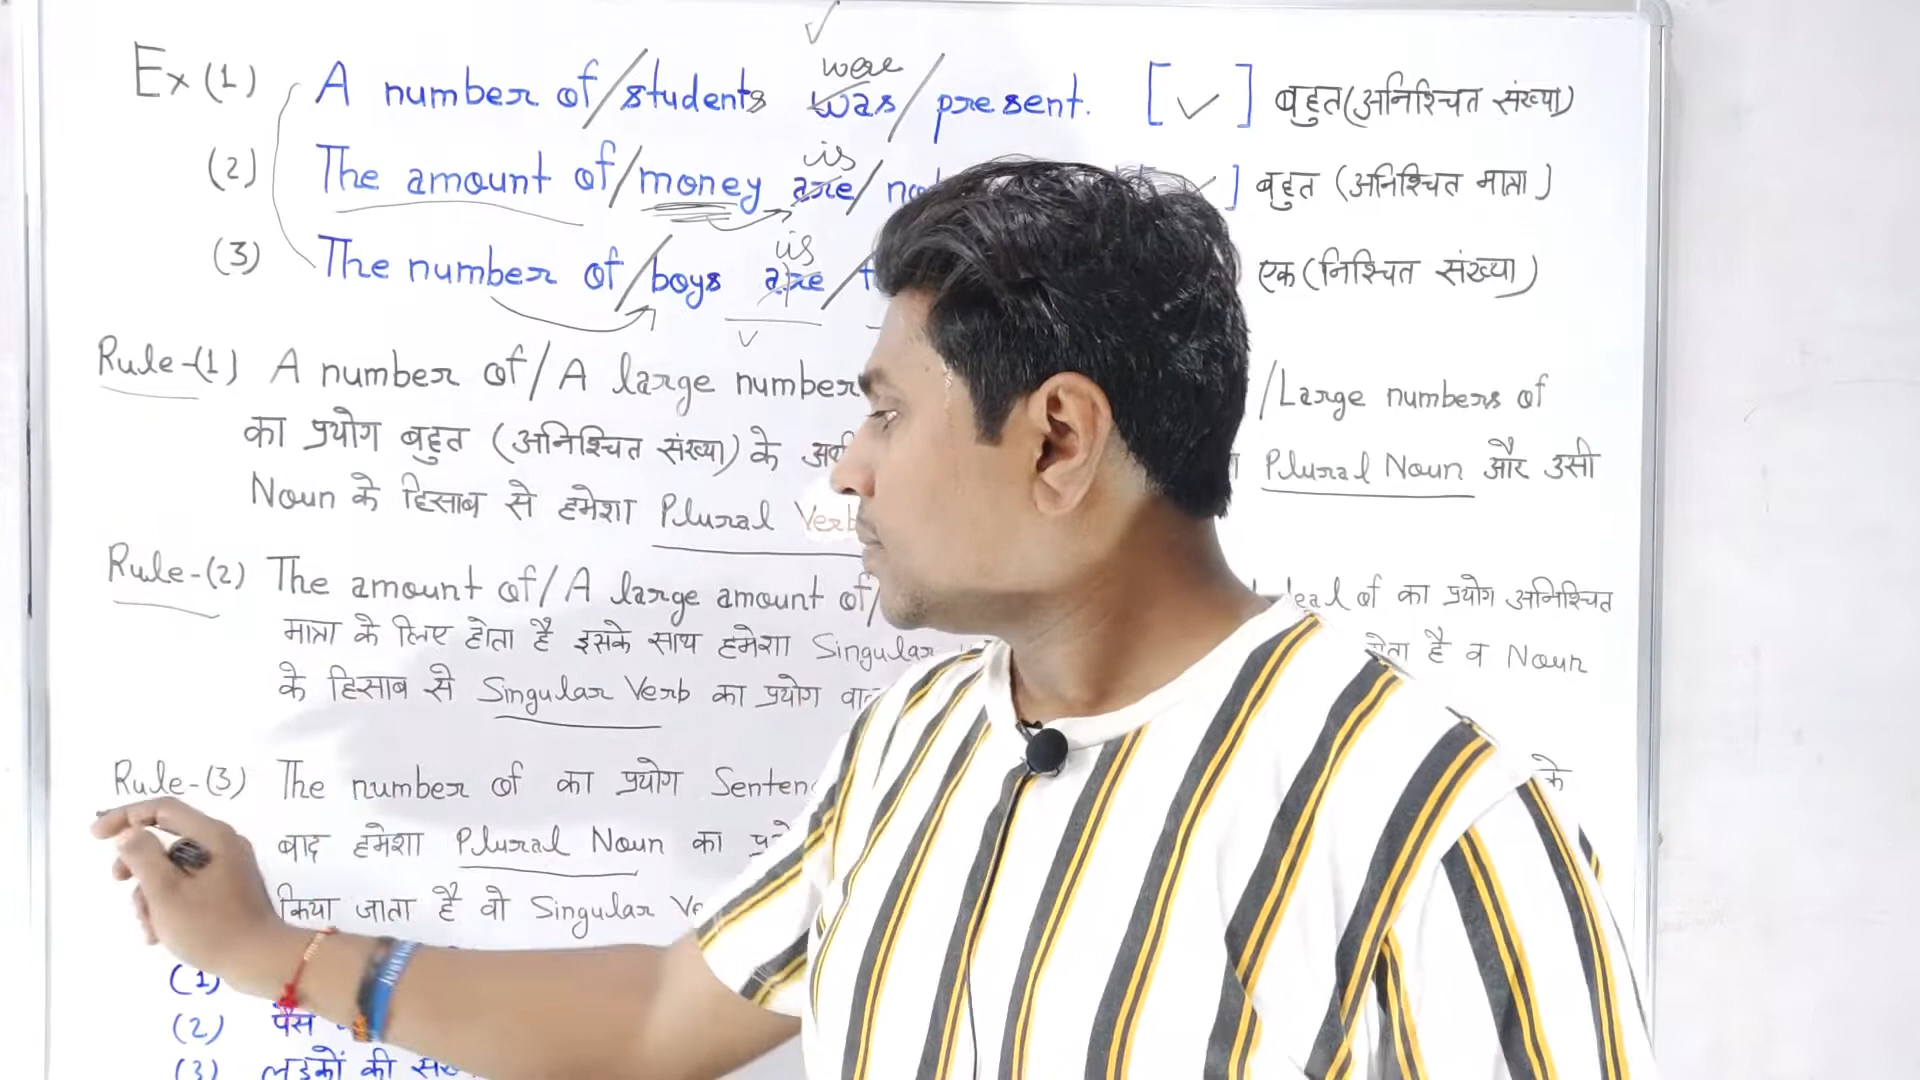 Ex (1) A number of/students were was/present. [✓] बहुत(अनिश्चित संख्या)
(2) The amount of/money is are/ ] बहुत (अनिश्चित मात्रा)
(3) The number of/boys is are/ एक(निश्चित संख्या)
Rule-(1) A number of/A large number /Large numbers of
का प्रयोग बहुत (अनिश्चित संख्या) के Plural Noun और उसी
Noun के हिसाब से हमेशा Plural Verb
Rule-(2) The amount of/A large amount of/ deal of का प्रयोग अनिश्चित
मात्रा के लिए होता है इसके साथ हमेशा Singular होता है व Noun
के हिसाब से Singular Verb का प्रयोग
Rule-(3) The number of का प्रयोग के
बाद हमेशा Plural Noun का
किया जाता है वो Singular
(1)
(2)
(3) लड़कों की